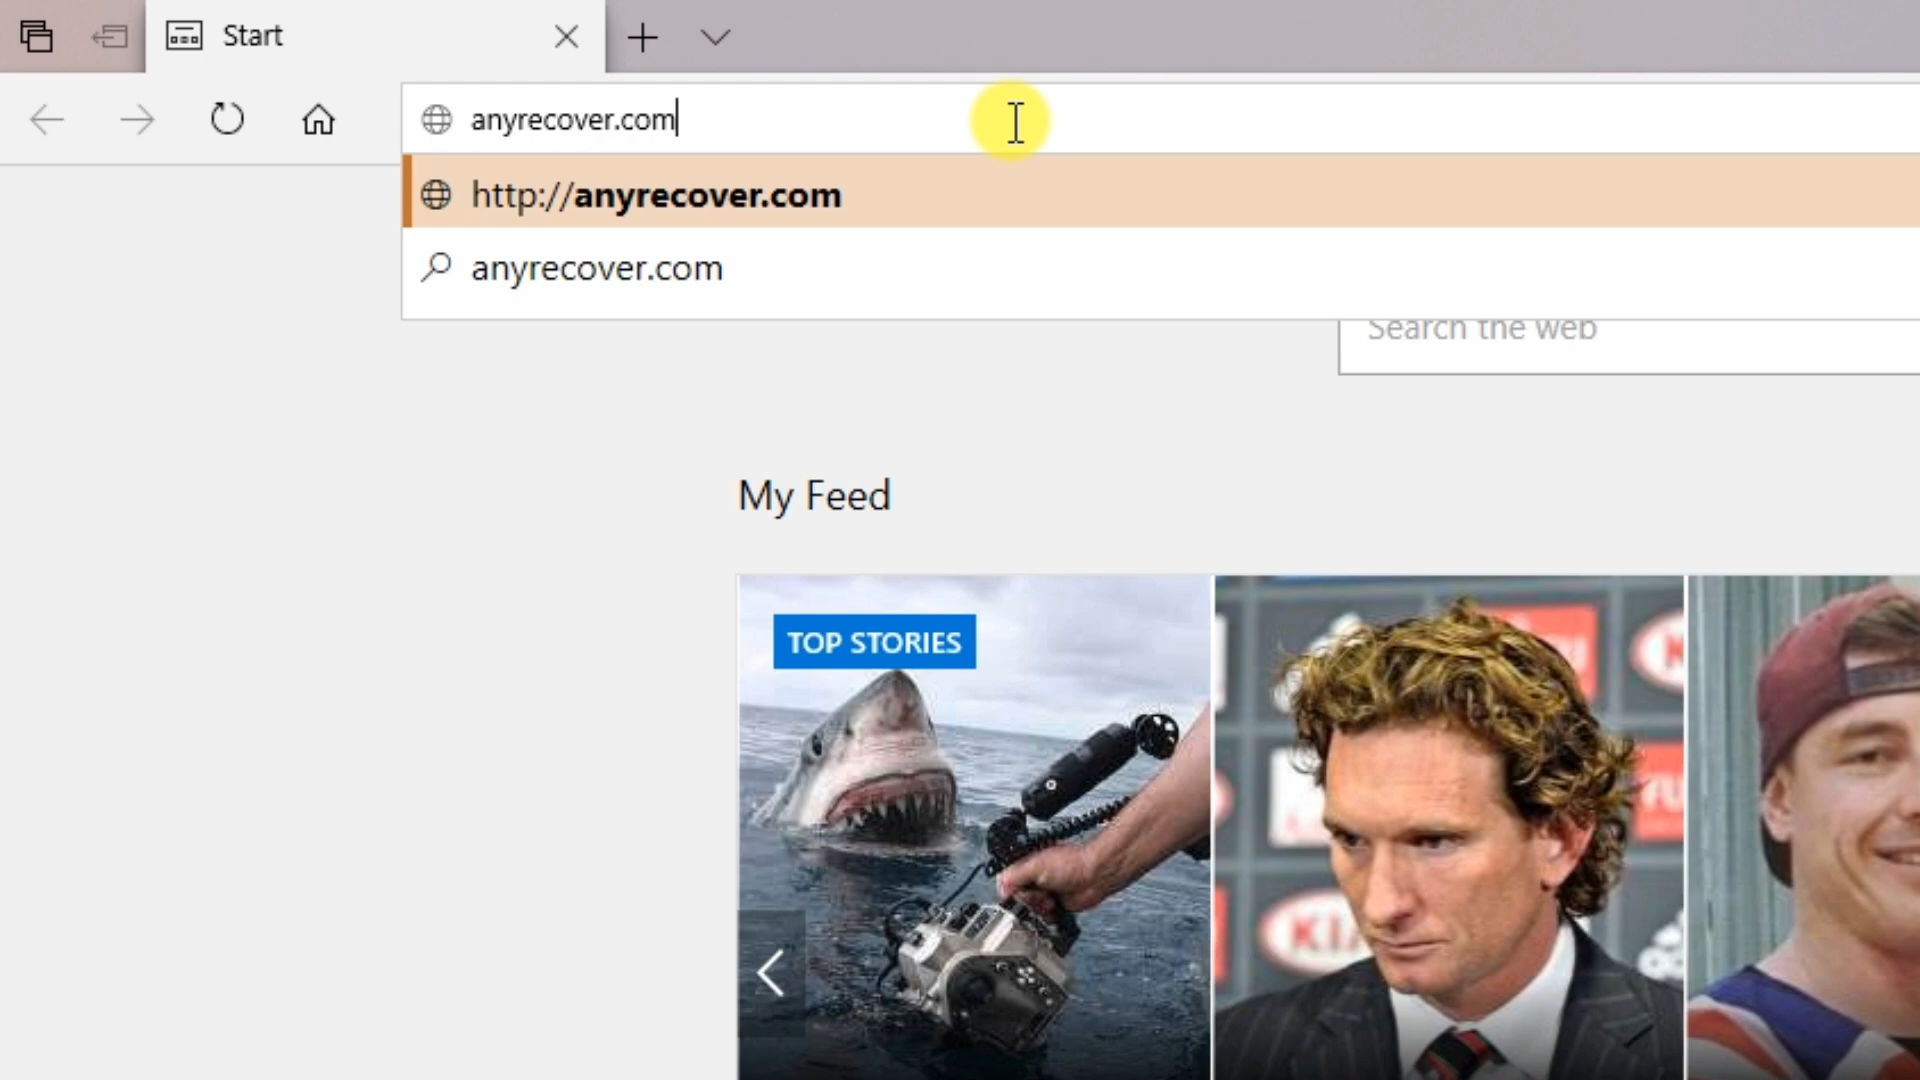 Start
anyrecover.com
http://anyrecover.com
anyrecover.com
Search the web
My Feed
TOP STORIES
KIA